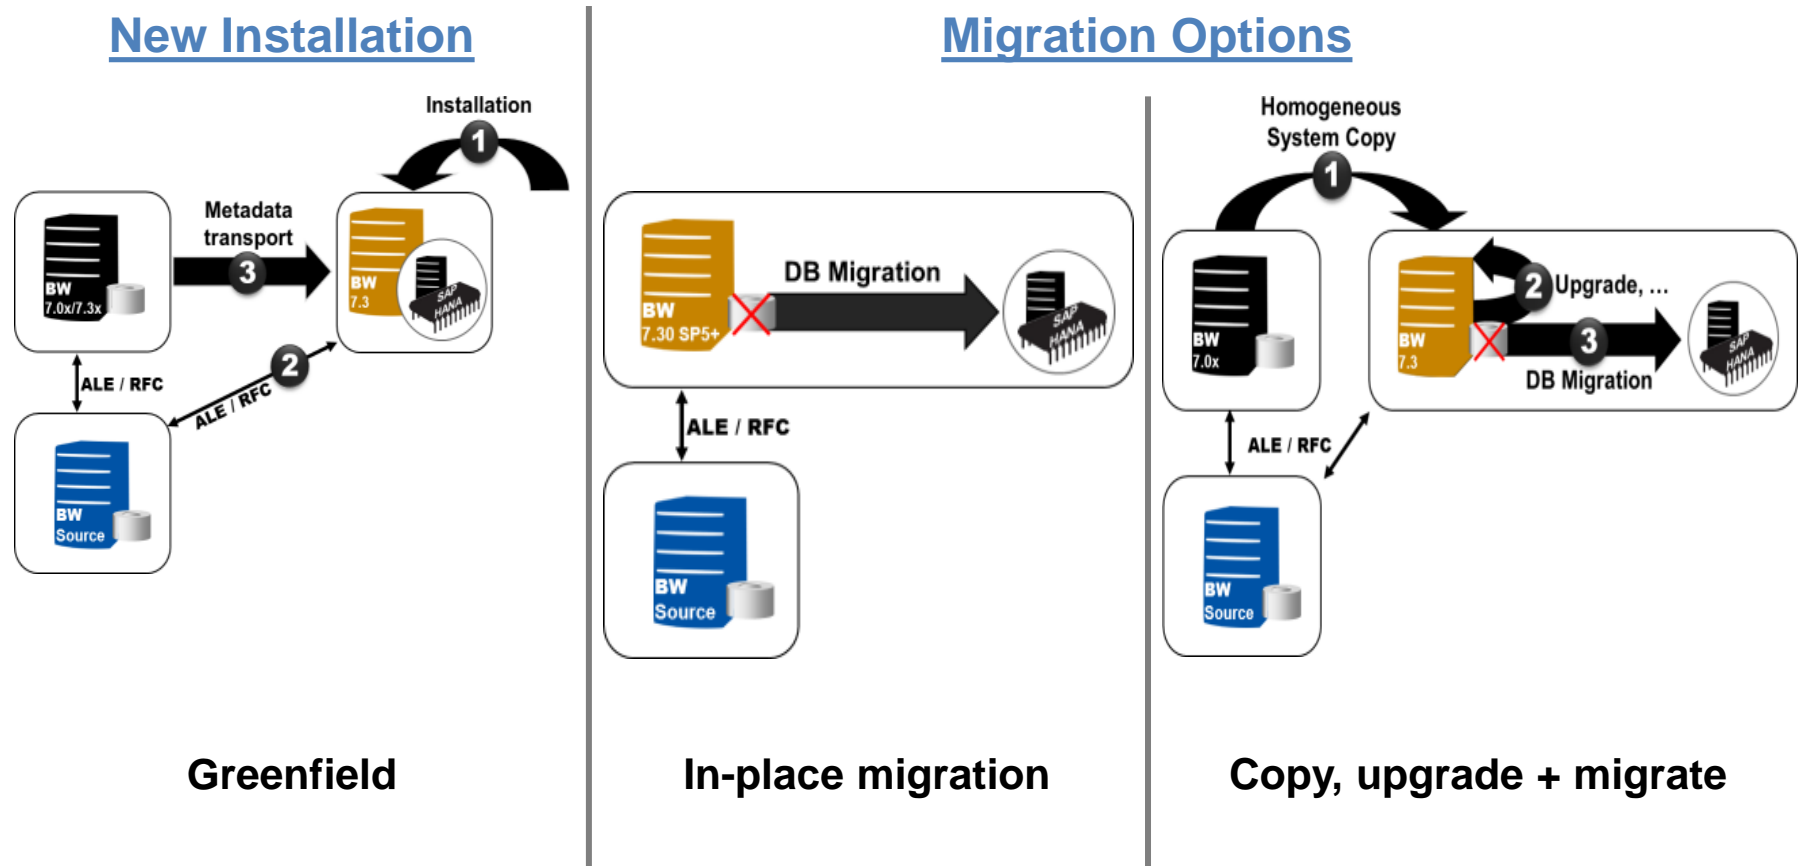 New Installation
Migration Options
Installation
1
BW
7.0x/7.3x
Metadata
transport
3
BW
7.3
SAP
HANA
ALE / RFC
2
ALE / RFC
BW
Source
Greenfield
BW
7.30 SP5+
DB Migration
SAP
HANA
ALE / RFC
BW
Source
In-place migration
Homogeneous
System Copy
1
BW
7.0x
BW
7.3
2
Upgrade, ...
3
DB Migration
SAP
HANA
ALE / RFC
BW
Source
Copy, upgrade + migrate